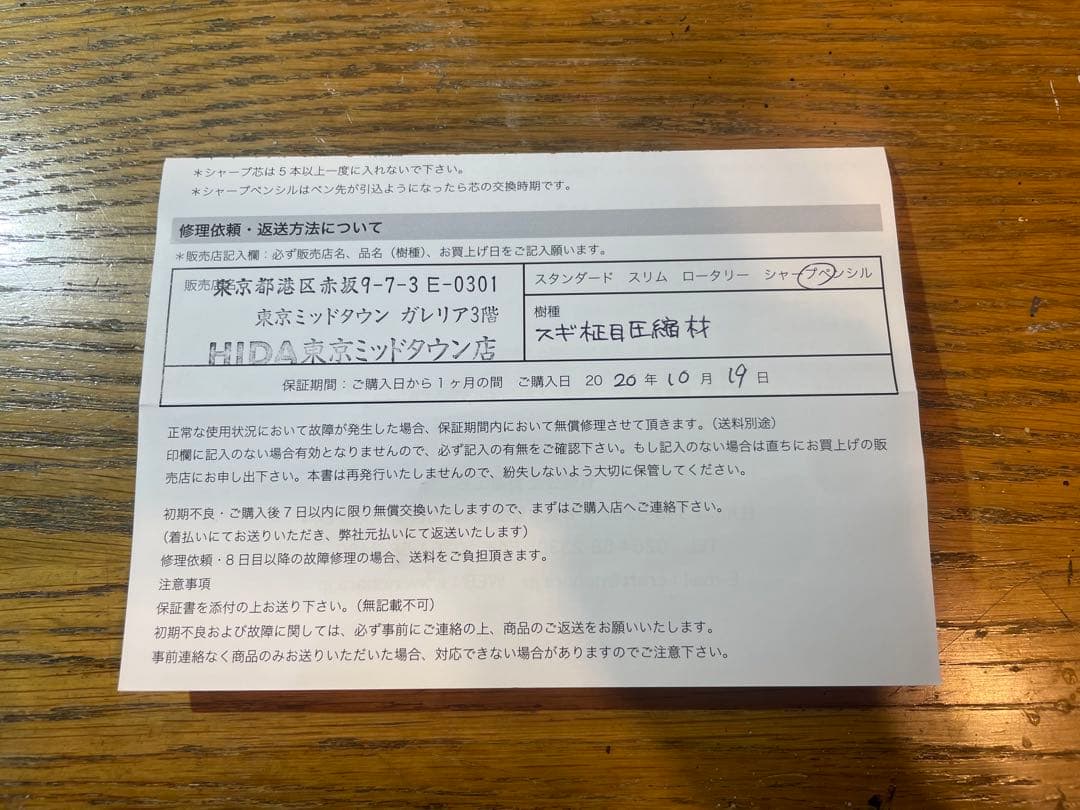 ＊シャープ芯は５本以上一度に入れないで下さい。
＊シャープペンシルはペン先が引込ようになったら芯の交換時期です。
修理依頼・返送方法について
＊販売店記入欄：必ず販売店名、品名（樹種）、お買上げ日をご記入願います。
販売店名
東京都港区赤坂9-7-3 E-0301
東京ミッドタウン ガレリア3階
HIDA東京ミッドタウン店
スタンダード　スリム　ロータリー　シャープペンシル
樹種
スギ柾目圧縮材
保証期間：ご購入日から１ヶ月の間　ご購入日　20 20 年 10 月 19 日
正常な使用状況において故障が発生した場合、保証期間内において無償修理させて頂きます。（送料別途）
印欄に記入のない場合有効となりませんので、必ず記入の有無をご確認下さい。もし記入のない場合は直ちにお買上げの販
売店にお申し出下さい。本書は再発行いたしませんので、紛失しないよう大切に保管してください。
初期不良・ご購入後７日以内に限り無償交換いたしますので、まずはご購入店へご連絡下さい。
（着払いにてお送りいただき、弊社元払いにて返送いたします）
修理依頼・８日目以降の故障修理の場合、送料をご負担頂きます。
注意事項
保証書を添付の上お送り下さい。（無記載不可）
初期不良および故障に関しては、必ず事前にご連絡の上、商品のご返送をお願いいたします。
事前連絡なく商品のみお送りいただいた場合、対応できない場合がありますのでご注意下さい。